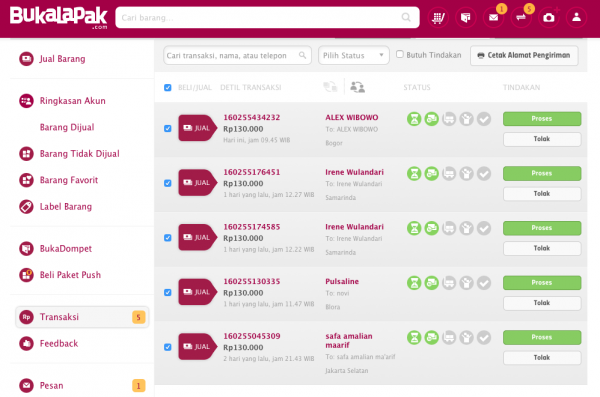 BUKALAPAK
.com
Cari barang...
1
5
Jual Barang
Ringkasan Akun
Barang Dijual
Barang Tidak Dijual
Barang Favorit
Label Barang
BukaDompet
Beli Paket Push
Rp Transaksi 5
Feedback
Pesan 1
Cari transaksi, nama, atau telepon
Pilih Status
Butuh Tindakan
Cetak Alamat Pengiriman
BELI/JUAL DETIL TRANSAKSI STATUS TINDAKAN
JUAL
160255434232
Rp130.000
Hari ini, jam 09.45 WIB
ALEX WIBOWO
To: ALEX WIBOWO
Bogor
Proses
Tolak
JUAL
160255176451
Rp130.000
1 hari yang lalu, jam 12.27 WIB
Irene Wulandari
To: Irene Wulandari
Samarinda
Proses
Tolak
JUAL
160255174585
Rp130.000
1 hari yang lalu, jam 12.22 WIB
Irene Wulandari
To: Irene Wulandari
Samarinda
Proses
Tolak
JUAL
160255130335
Rp130.000
1 hari yang lalu, jam 11.47 WIB
Pulsaline
To: novi
Blora
Proses
Tolak
JUAL
160255045309
Rp130.000
2 hari yang lalu, jam 21.43 WIB
safa amalian
maarif
To: safa amalian ma'arif
Jakarta Selatan
Proses
Tolak